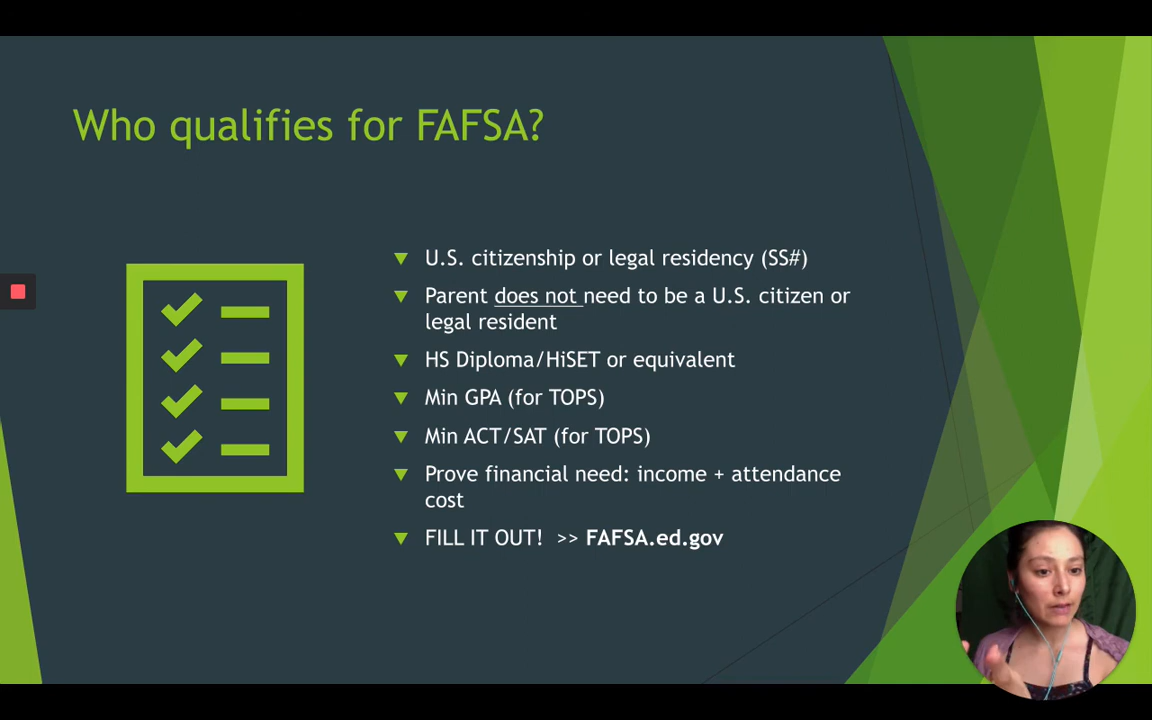 Who qualifies for FAFSA?
U.S. citizenship or legal residency (SS#)
Parent does not need to be a U.S. citizen or
legal resident
HS Diploma/HiSET or equivalent
Min GPA (for TOPS)
Min ACT/SAT (for TOPS)
Prove financial need: income + attendance
cost
FILL IT OUT! >> FAFSA.ed.gov